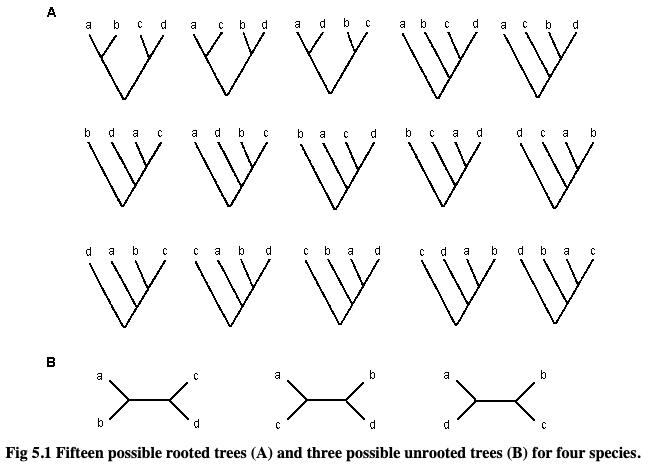 A
a b c d a c b d a d b c a b c d a c b d
b d a c a d b c b a c d b c a d d c a b
d a b c c a b d c b a d c d a b d b a c
B
a c a b a b
b d c d d c
Fig 5.1 Fifteen possible rooted trees (A) and three possible unrooted trees (B) for four species.